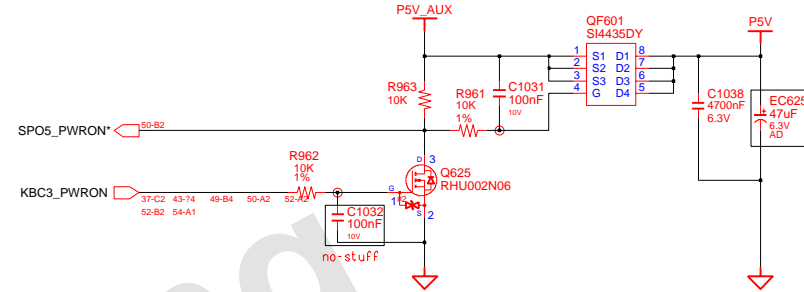 P5V_AUX
QF601
SI4435DY
P5V
1 S1 D1 8
2 S2 D2 7
3 S3 D3 6
4 G D4 5
R963
10K
R961
10K
1%
C1031
100nF
10V
C1038
4700nF
6.3V
EC625
47uF
6.3V
AD
SPO5_PWRON*
50-B2
D 3
Q625
RHU002N06
G
1
S 2
R962
10K
1%
KBC3_PWRON
37-C2 43-?4 49-B4 50-A2 52-A2
52-B2 54-A1
C1032
100nF
10V
no-stuff